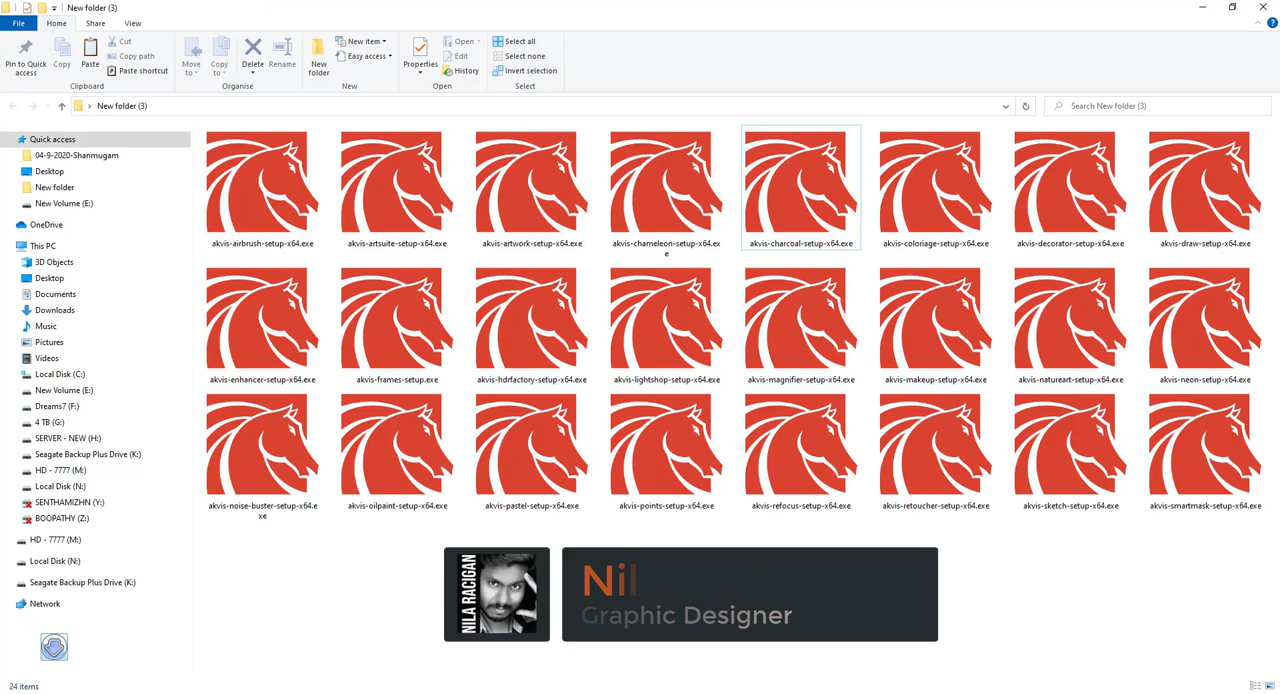 New folder (3)
File Home Share View
Pin to Quick access
Copy
Paste
Cut
Copy path
Paste shortcut
Clipboard
Move to
Copy to
Delete
Rename
Organise
New folder
New item
Easy access
New
Properties
Open
Edit
History
Open
Select all
Select none
Invert selection
Select
New folder (3)
Search New folder (3)
Quick access
04-9-2020-Shanmugam
Desktop
New folder
New Volume (E:)
OneDrive
This PC
3D Objects
Desktop
Documents
Downloads
Music
Pictures
Videos
Local Disk (C:)
New Volume (E:)
Dreams7 (F:)
4 TB (G:)
SERVER - NEW (H:)
Seagate Backup Plus Drive (K:)
HD - 7777 (M:)
Local Disk (N:)
SENTHAMIZHN (Y:)
BOOPATHY (Z:)
HD - 7777 (M:)
Local Disk (N:)
Seagate Backup Plus Drive (K:)
Network
akvis-airbrush-setup-x64.exe
akvis-artsuite-setup-x64.exe
akvis-artwork-setup-x64.exe
akvis-chameleon-setup-x64.ex
e
akvis-charcoal-setup-x64.exe
akvis-coloriage-setup-x64.exe
akvis-decorator-setup-x64.exe
akvis-draw-setup-x64.exe
akvis-enhancer-setup-x64.exe
akvis-frames-setup.exe
akvis-hdrfactory-setup-x64.exe
akvis-lightshop-setup-x64.exe
akvis-magnifier-setup-x64.exe
akvis-makeup-setup-x64.exe
akvis-natureart-setup-x64.exe
akvis-neon-setup-x64.exe
akvis-noise-buster-setup-x64.e
xe
akvis-oilpaint-setup-x64.exe
akvis-pastel-setup-x64.exe
akvis-points-setup-x64.exe
akvis-refocus-setup-x64.exe
akvis-retoucher-setup-x64.exe
akvis-sketch-setup-x64.exe
akvis-smartmask-setup-x64.exe
NILA RACIGAN
Nil
Graphic Designer
24 items